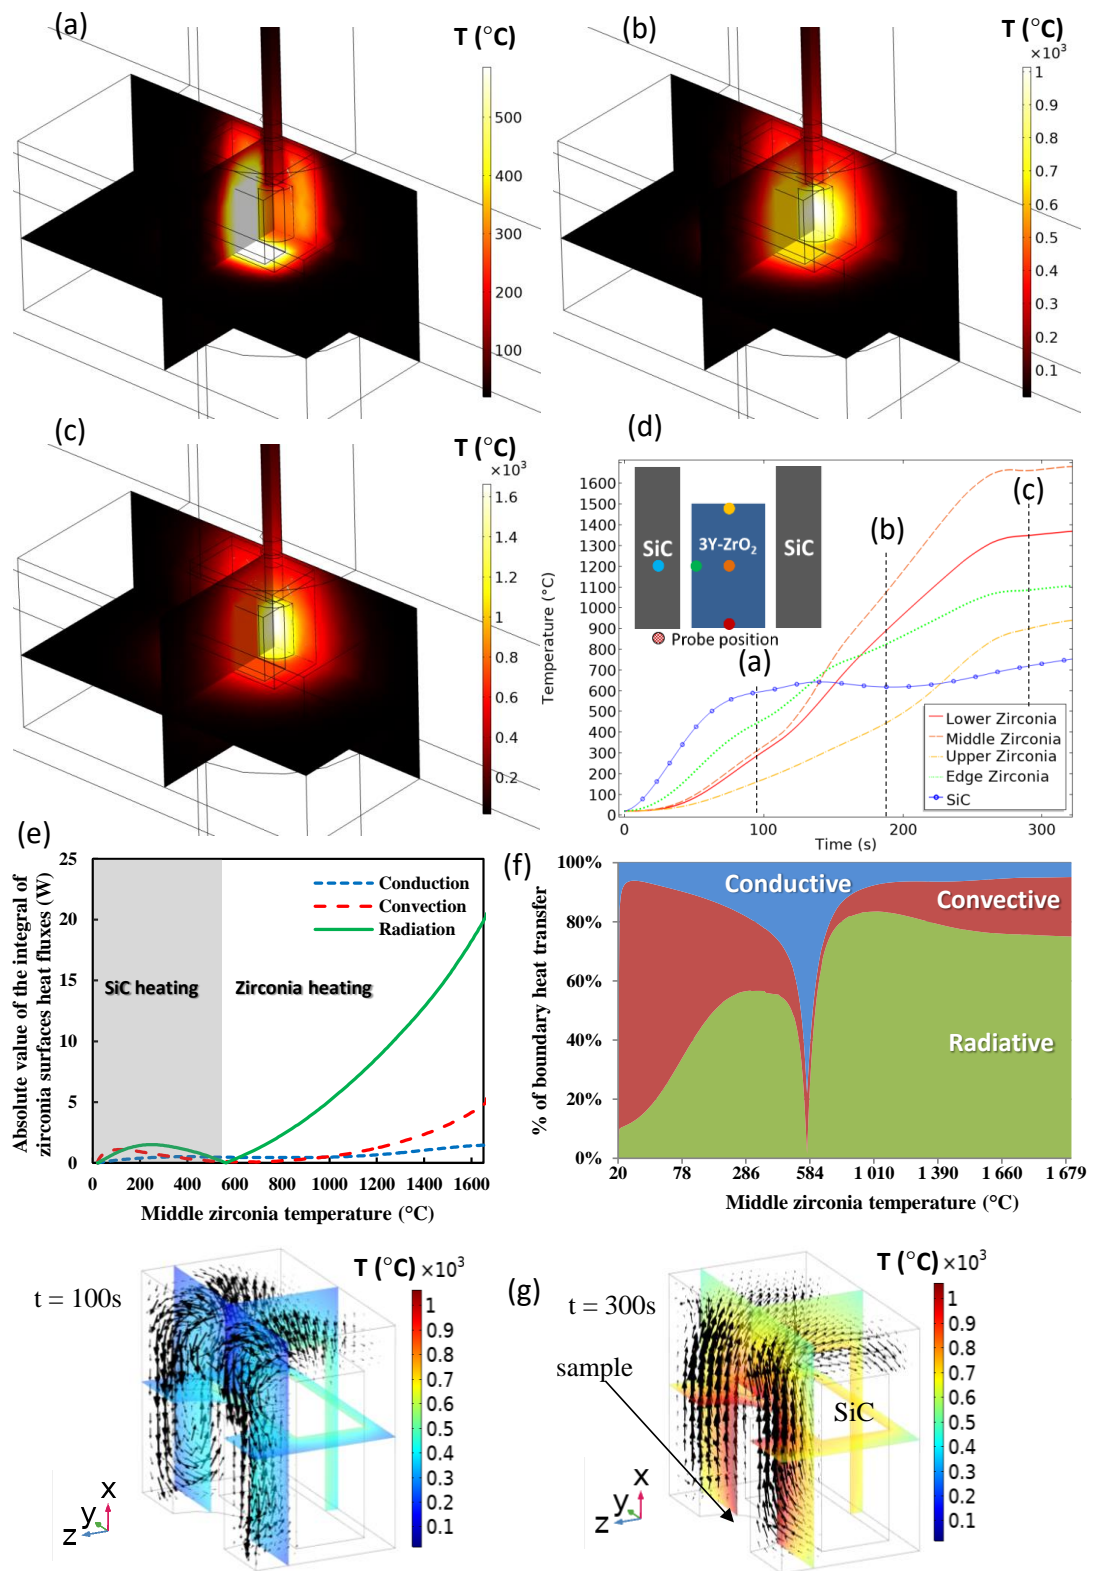 (a)
T (°C)
500
400
300
200
100
(b)
T (°C)
×10³
1
0.9
0.8
0.7
0.6
0.5
0.4
0.3
0.2
0.1
(c)
T (°C)
×10³
1.6
1.4
1.2
1
0.8
0.6
0.4
0.2
(d)
Temperature (°C)
1600
1500
1400
1300
1200
1100
1000
900
800
700
600
500
400
300
200
100
0
SiC
3Y-ZrO₂
SiC
Probe position
(a)
(b)
(c)
Lower Zirconia
Middle Zirconia
Upper Zirconia
Edge Zirconia
SiC
0 100 200 300
Time (s)
(e)
Absolute value of the integral of
zirconia surfaces heat fluxes (W)
25
20
15
10
5
0
Conduction
Convection
Radiation
SiC heating
Zirconia heating
0 200 400 600 800 1000 1200 1400 1600
Middle zirconia temperature (°C)
(f)
% of boundary heat transfer
100%
80%
60%
40%
20%
0%
Conductive
Convective
Radiative
20 78 286 584 1 010 1 390 1 660 1 679
Middle zirconia temperature (°C)
t = 100s
T (°C) ×10³
1
0.9
0.8
0.7
0.6
0.5
0.4
0.3
0.2
0.1
x
y
z
(g)
t = 300s
sample
SiC
T (°C) ×10³
1
0.9
0.8
0.7
0.6
0.5
0.4
0.3
0.2
0.1
x
y
z